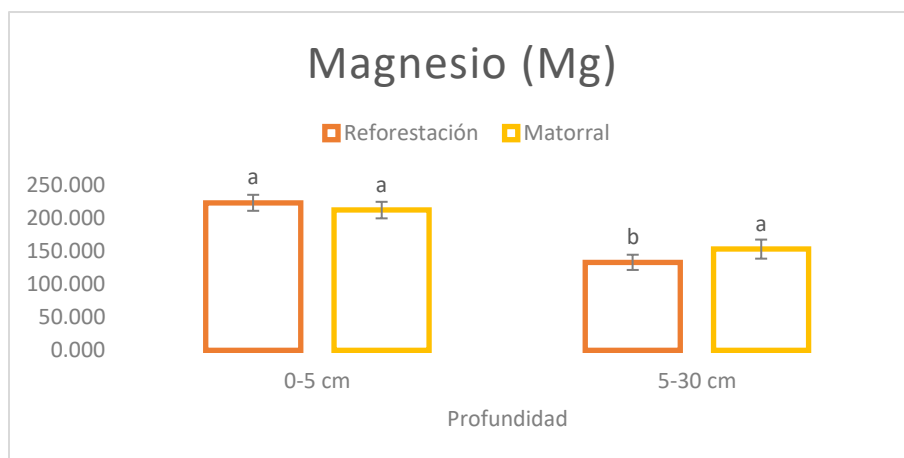 Magnesio (Mg)
Reforestación Matorral
250.000
200.000
150.000
100.000
50.000
0.000
a a b a
0-5 cm 5-30 cm
Profundidad